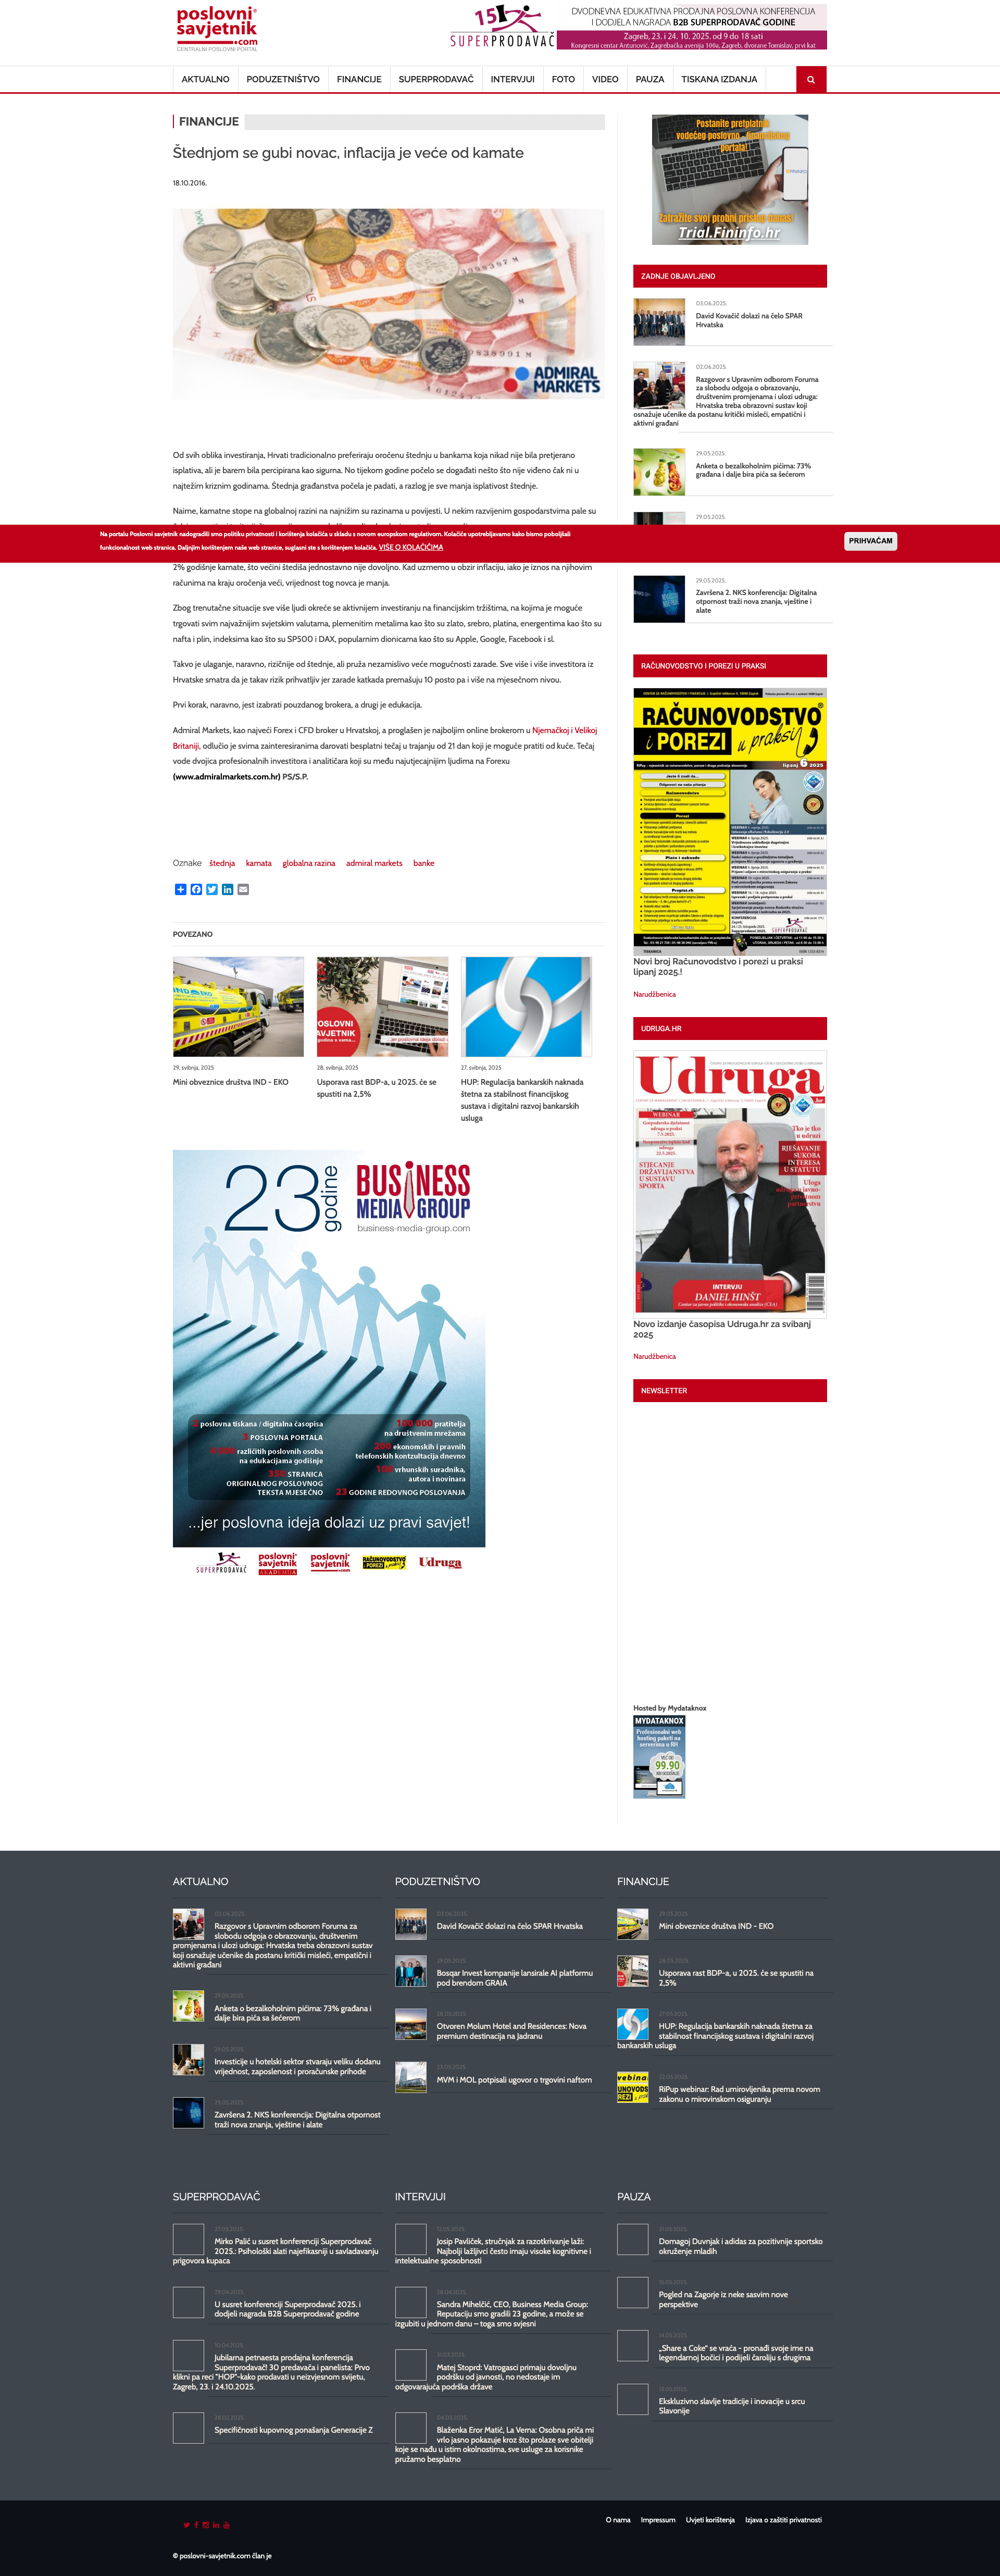 poslovni
savjetnik
.com
CENTRALNI POSLOVNI PORTAL
15
SUPERPRODAVAČ
DVODNEVNA EDUKATIVNA PRODAJNA POSLOVNA KONFERENCIJA
I DODJELA NAGRADA B2B SUPERPRODAVAČ GODINE
Zagreb, 23. i 24. 10. 2025. od 9 do 18 sati
Kongresni centar Antunović, Zagrebačka avenija 100a, Zagreb, dvorane Tomislav, prvi kat
AKTUALNO PODUZETNIŠTVO FINANCIJE SUPERPRODAVAČ INTERVJUI FOTO VIDEO PAUZA TISKANA IZDANJA
FINANCIJE
Štednjom se gubi novac, inflacija je veće od kamate
18.10.2016.
ADMIRAL
MARKETS
Od svih oblika investiranja, Hrvati tradicionalno preferiraju oročenu štednju u bankama koja nikad nije bila pretjerano
isplativa, ali je barem bila percipirana kao sigurna. No tijekom godine počelo se događati nešto što nije viđeno čak ni u
najtežim kriznim godinama. Štednja građanstva počela je padati, a razlog je sve manja isplativost štednje.
Naime, kamatne stope na globalnoj razini na najnižim su razinama u povijesti. U nekim razvijenim gospodarstvima pale su
Na portalu Poslovni savjetnik nadogradili smo politiku privatnosti i korištenja kolačića u skladu s novom europskom regulativom. Kolačiće upotrebljavamo kako bismo poboljšali
funkcionalnost web stranica. Daljnjim korištenjem naše web stranice, suglasni ste s korištenjem kolačića. VIŠE O KOLAČIĆIMA
PRIHVAĆAM
2% godišnje kamate, što većini štediša jednostavno nije dovoljno. Kad uzmemo u obzir inflaciju, iako je iznos na njihovim
računima na kraju oročenja veći, vrijednost tog novca je manja.
Zbog trenutačne situacije sve više ljudi okreće se aktivnijem investiranju na financijskim tržištima, na kojima je moguće
trgovati svim najvažnijim svjetskim valutama, plemenitim metalima kao što su zlato, srebro, platina, energentima kao što su
nafta i plin, indeksima kao što su SP500 i DAX, popularnim dionicama kao što su Apple, Google, Facebook i sl.
Takvo je ulaganje, naravno, rizičnije od štednje, ali pruža nezamislivo veće mogućnosti zarade. Sve više i više investitora iz
Hrvatske smatra da je takav rizik prihvatljiv jer zarade katkada premašuju 10 posto pa i više na mjesečnom nivou.
Prvi korak, naravno, jest izabrati pouzdanog brokera, a drugi je edukacija.
Admiral Markets, kao najveći Forex i CFD broker u Hrvatskoj, a proglašen je najboljim online brokerom u Njemačkoj i Velikoj
Britaniji, odlučio je svima zainteresiranima darovati besplatni tečaj u trajanju od 21 dan koji je moguće pratiti od kuće. Tečaj
vode dvojica profesionalnih investitora i analitičara koji su među najutjecajnijim ljudima na Forexu
(www.admiralmarkets.com.hr) PS/S.P.
Oznake štednja kamata globalna razina admiral markets banke
POVEZANO
29. svibnja, 2025
Mini obveznice društva IND - EKO
28. svibnja, 2025
Usporava rast BDP-a, u 2025. će se
spustiti na 2,5%
27. svibnja, 2025
HUP: Regulacija bankarskih naknada
štetna za stabilnost financijskog
sustava i digitalni razvoj bankarskih
usluga
23 godine
BUSINESS
MEDIA GROUP
business-media-group.com
poslovna tiskana / digitalna časopisa
3 POSLOVNA PORTALA
različitih poslovnih osoba
na edukacijama godišnje
350 STRANICA
ORIGINALNOG POSLOVNOG
TEKSTA MJESEČNO
100 000 pratitelja
na društvenim mrežama
200 ekonomskih i pravnih
telefonskih kontzultacija dnevno
100 vrhunskih suradnika,
autora i novinara
23 GODINE REDOVNOG POSLOVANJA
...jer poslovna ideja dolazi uz pravi savjet!
SUPERPRODAVAČ
poslovni
savjetnik
AKADEMIJA
poslovni
savjetnik
.com
RAČUNOVODSTVO
i POREZI u praksi
Udruga
Postanite pretplatnik
vodećeg poslovno - financijskog
portala!
FININFO
Zatražite svoj probni pristup danas!
Trial.Fininfo.hr
ZADNJE OBJAVLJENO
03.06.2025.
David Kovačič dolazi na čelo SPAR
Hrvatska
02.06.2025.
Razgovor s Upravnim odborom Foruma
za slobodu odgoja o obrazovanju,
društvenim promjenama i ulozi udruga:
Hrvatska treba obrazovni sustav koji
osnažuje učenike da postanu kritički misleći, empatični i
aktivni građani
29.05.2025.
Anketa o bezalkoholnim pićima: 73%
građana i dalje bira pića sa šećerom
29.05.2025.
29.05.2025.
Završena 2. NKS konferencija: Digitalna
otpornost traži nova znanja, vještine i
alate
RAČUNOVODSTVO I POREZI U PRAKSI
RAČUNOVODSTVO
i POREZI u praksi
lipanj 6 2025
Novi broj Računovodstvo i porezi u praksi
lipanj 2025.!
Narudžbenica
UDRUGA.HR
Udruga
WEBINAR
STJECANJE
DRŽAVLJANSTVA
U SUSTAVU
SPORTA
Tko je tko
u udruzi
RJEŠAVANJE
SUKOBA
INTERESA
U STATUTU
INTERVJU
DANIEL HINŠT
Novo izdanje časopisa Udruga.hr za svibanj
2025
Narudžbenica
NEWSLETTER
Hosted by Mydataknox
MYDATAKNOX
Profesionalni web
hosting paketi na
serverima u RH
99.90
AKTUALNO
02.06.2025.
Razgovor s Upravnim odborom Foruma za
slobodu odgoja o obrazovanju, društvenim
promjenama i ulozi udruga: Hrvatska treba obrazovni sustav
koji osnažuje učenike da postanu kritički misleći, empatični i
aktivni građani
29.05.2025.
Anketa o bezalkoholnim pićima: 73% građana i
dalje bira pića sa šećerom
29.05.2025.
Investicije u hotelski sektor stvaraju veliku dodanu
vrijednost, zaposlenost i proračunske prihode
29.05.2025.
Završena 2. NKS konferencija: Digitalna otpornost
traži nova znanja, vještine i alate
PODUZETNIŠTVO
03.06.2025.
David Kovačič dolazi na čelo SPAR Hrvatska
29.05.2025.
Bosqar Invest kompanije lansirale AI platformu
pod brendom GRAIA
28.05.2025.
Otvoren Molum Hotel and Residences: Nova
premium destinacija na Jadranu
23.05.2025.
MVM i MOL potpisali ugovor o trgovini naftom
FINANCIJE
29.05.2025.
Mini obveznice društva IND - EKO
28.05.2025.
Usporava rast BDP-a, u 2025. će se spustiti na
2,5%
27.05.2025.
HUP: Regulacija bankarskih naknada štetna za
stabilnost financijskog sustava i digitalni razvoj
bankarskih usluga
22.05.2025.
RiPup webinar: Rad umirovljenika prema novom
zakonu o mirovinskom osiguranju
SUPERPRODAVAČ
27.05.2025.
Mirko Palić u susret konferenciji Superprodavač
2025.: Psihološki alati najefikasniji u savladavanju
prigovora kupaca
29.04.2025.
U susret konferenciji Superprodavač 2025. i
dodjeli nagrada B2B Superprodavač godine
10.04.2025.
Jubilarna petnaesta prodajna konferencija
Superprodavač! 30 predavača i panelista: Prvo
klikni pa reci "HOP"-kako prodavati u neizvjesnom svijetu,
Zagreb, 23. i 24.10.2025.
28.02.2025.
Specifičnosti kupovnog ponašanja Generacije Z
INTERVJUI
Josip Pavliček, stručnjak za razotkrivanje laži:
Najbolji lažljivci često imaju visoke kognitivne i
intelektualne sposobnosti
Sandra Mihelčić, CEO, Business Media Group:
Reputaciju smo gradili 23 godine, a može se
izgubiti u jednom danu – toga smo svjesni
Matej Stoprd: Vatrogasci primaju dovoljnu
podršku od javnosti, no nedostaje im
odgovarajuća podrška države
Blaženka Eror Matić, La Verna: Osobna priča mi
vrlo jasno pokazuje kroz što prolaze sve obitelji
koje se nađu u istim okolnostima, sve usluge za korisnike
pružamo besplatno
PAUZA
Domagoj Duvnjak i adidas za pozitivnije sportsko
okruženje mladih
Pogled na Zagorje iz neke sasvim nove
perspektive
„Share a Coke“ se vraća - pronađi svoje ime na
legendarnoj bočici i podijeli čaroliju s drugima
Ekskluzivno slavlje tradicije i inovacije u srcu
Slavonije
O nama Impressum Uvjeti korištenja Izjava o zaštiti privatnosti
© poslovni-savjetnik.com član je